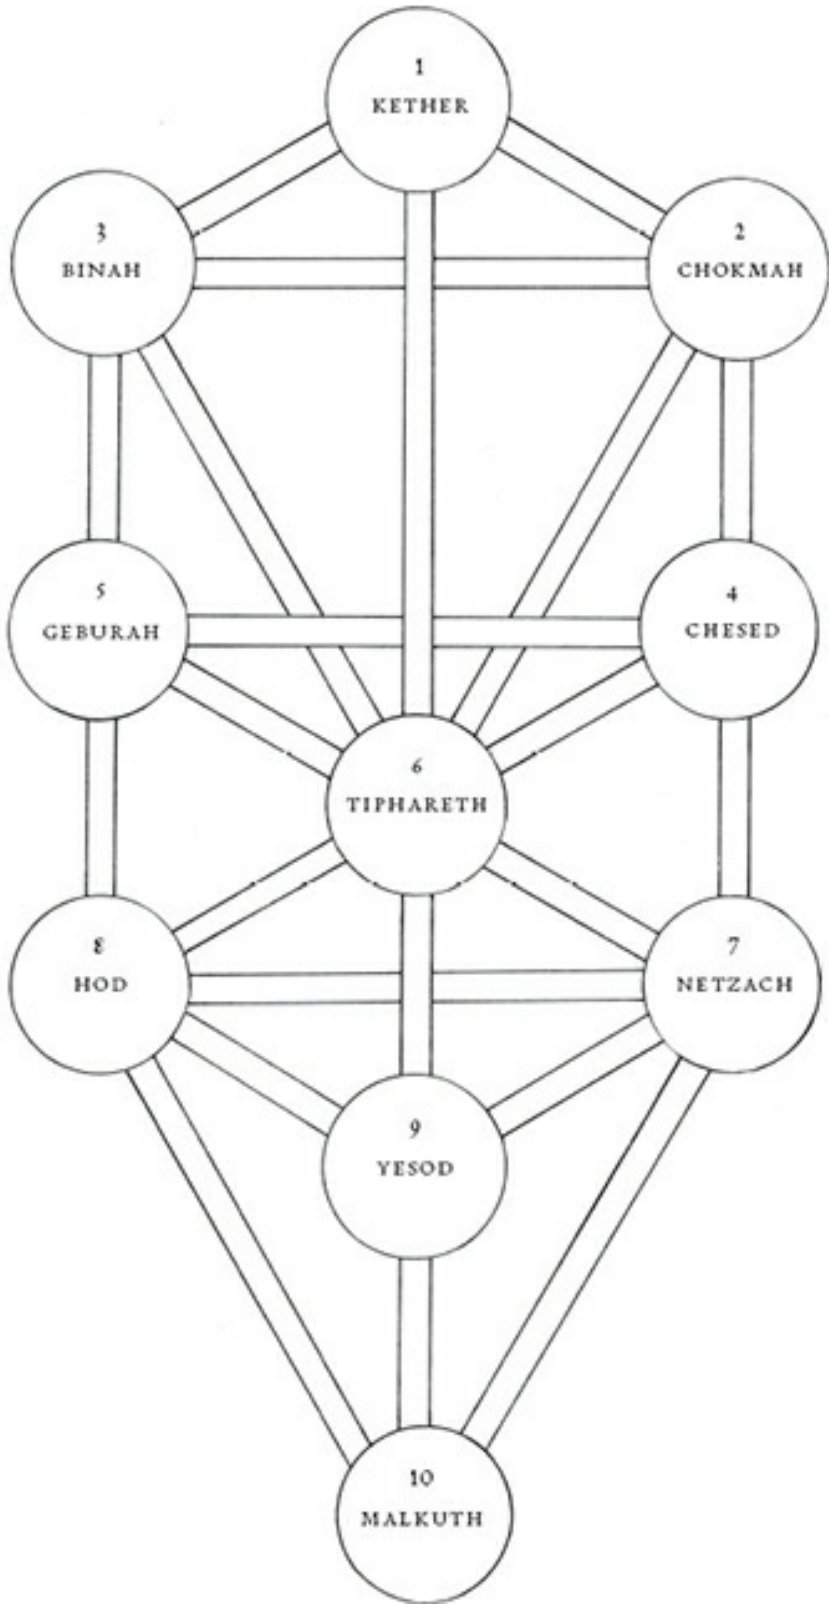 1
KETHER
3
BINAH
2
CHOKMAH
5
GEBURAH
4
CHESED
6
TIPHARETH
8
HOD
7
NETZACH
9
YESOD
10
MALKUTH